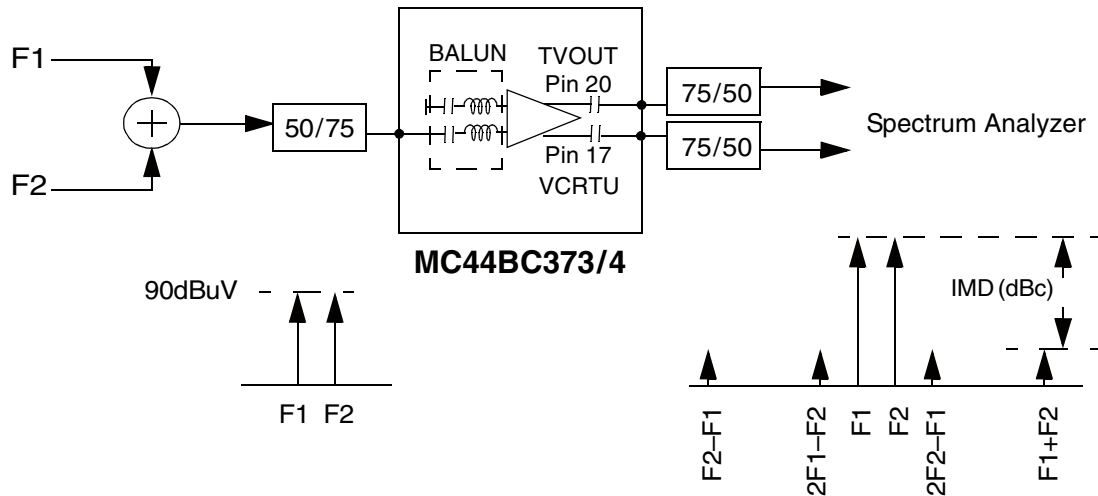 F1
F2
+
50/75
BALUN
TVOUT
Pin 20
Pin 17
VCRTU
75/50
75/50
Spectrum Analyzer
MC44BC373/4
90dBuV
F1 F2
IMD (dBc)
F2–F1
2F1–F2
F1
F2
2F2–F1
F1+F2